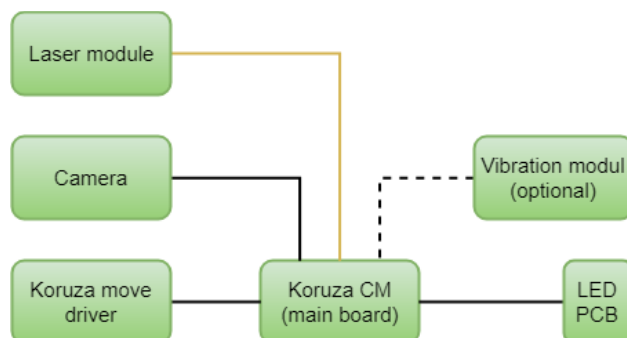 Laser module
Camera
Vibration modul
(optional)
Koruza move
driver
Koruza CM
(main board)
LED
PCB